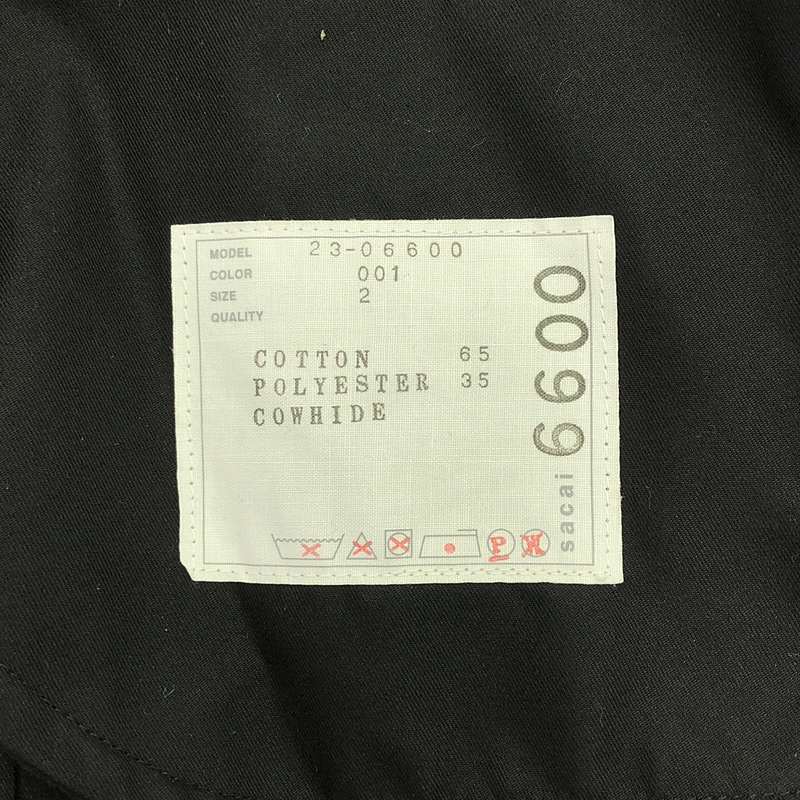 MODEL 23-06600
COLOR 001
SIZE 2
QUALITY
COTTON 65
POLYESTER 35
COWHIDE
P W
sacai 6600